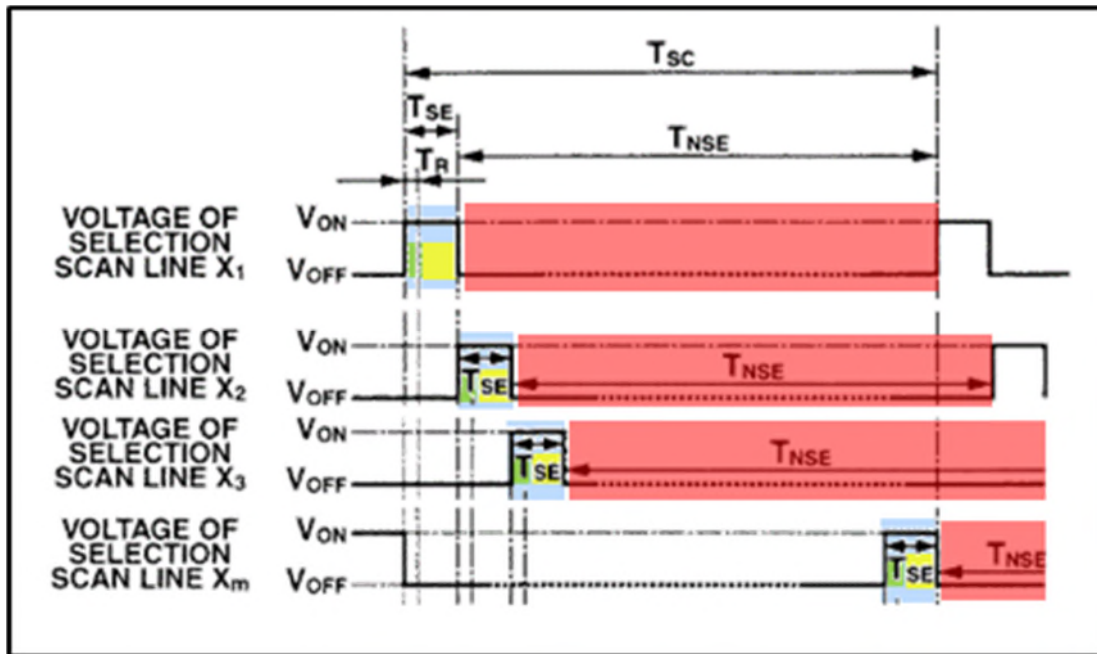 TSC
TSE
TNSE
TR
VOLTAGE OF
SELECTION
SCAN LINE X1
VON
VOFF
VOLTAGE OF
SELECTION
SCAN LINE X2
VON
VOFF
TSE
TNSE
VOLTAGE OF
SELECTION
SCAN LINE X3
VON
VOFF
TSE
TNSE
VOLTAGE OF
SELECTION
SCAN LINE Xm
VON
VOFF
TSE
TNSE